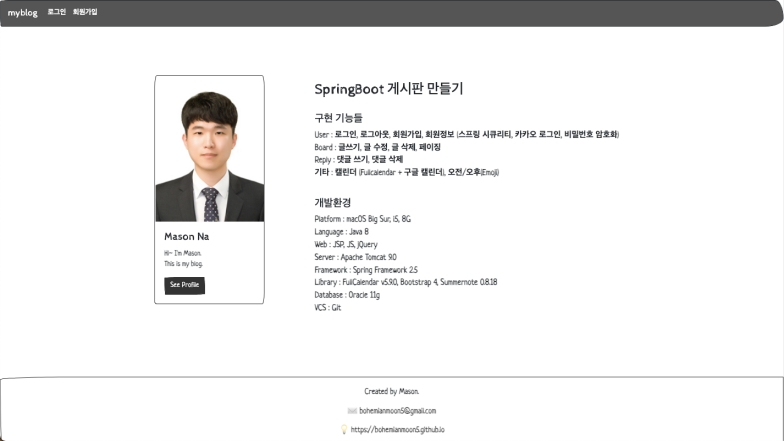 myblog 로그인 회원가입
SpringBoot 게시판 만들기
구현 기능들
User : 로그인, 로그아웃, 회원가입, 회원정보 (스프링 시큐리티, 카카오 로그인, 비밀번호 암호화)
Board : 글쓰기, 글 수정, 글 삭제, 페이징
Reply : 댓글 쓰기, 댓글 삭제
기타 : 캘린더 (Fullcalendar + 구글 캘린더), 오전/오후(Emoji)
개발환경
Platform : macOS Big Sur, i5, 8G
Language : Java 8
Web : JSP, JS, jQuery
Server : Apache Tomcat 9.0
Framework : Spring Framework 2.5
Library : FullCalendar v5.9.0, Bootstrap 4, Summernote 0.8.18
Database : Oracle 11g
VCS : Git
Mason Na
Hi~ I'm Mason.
This is my blog.
See Profile
Created by Mason.
bohemianmoon5@gmail.com
https://bohemianmoon5.github.io